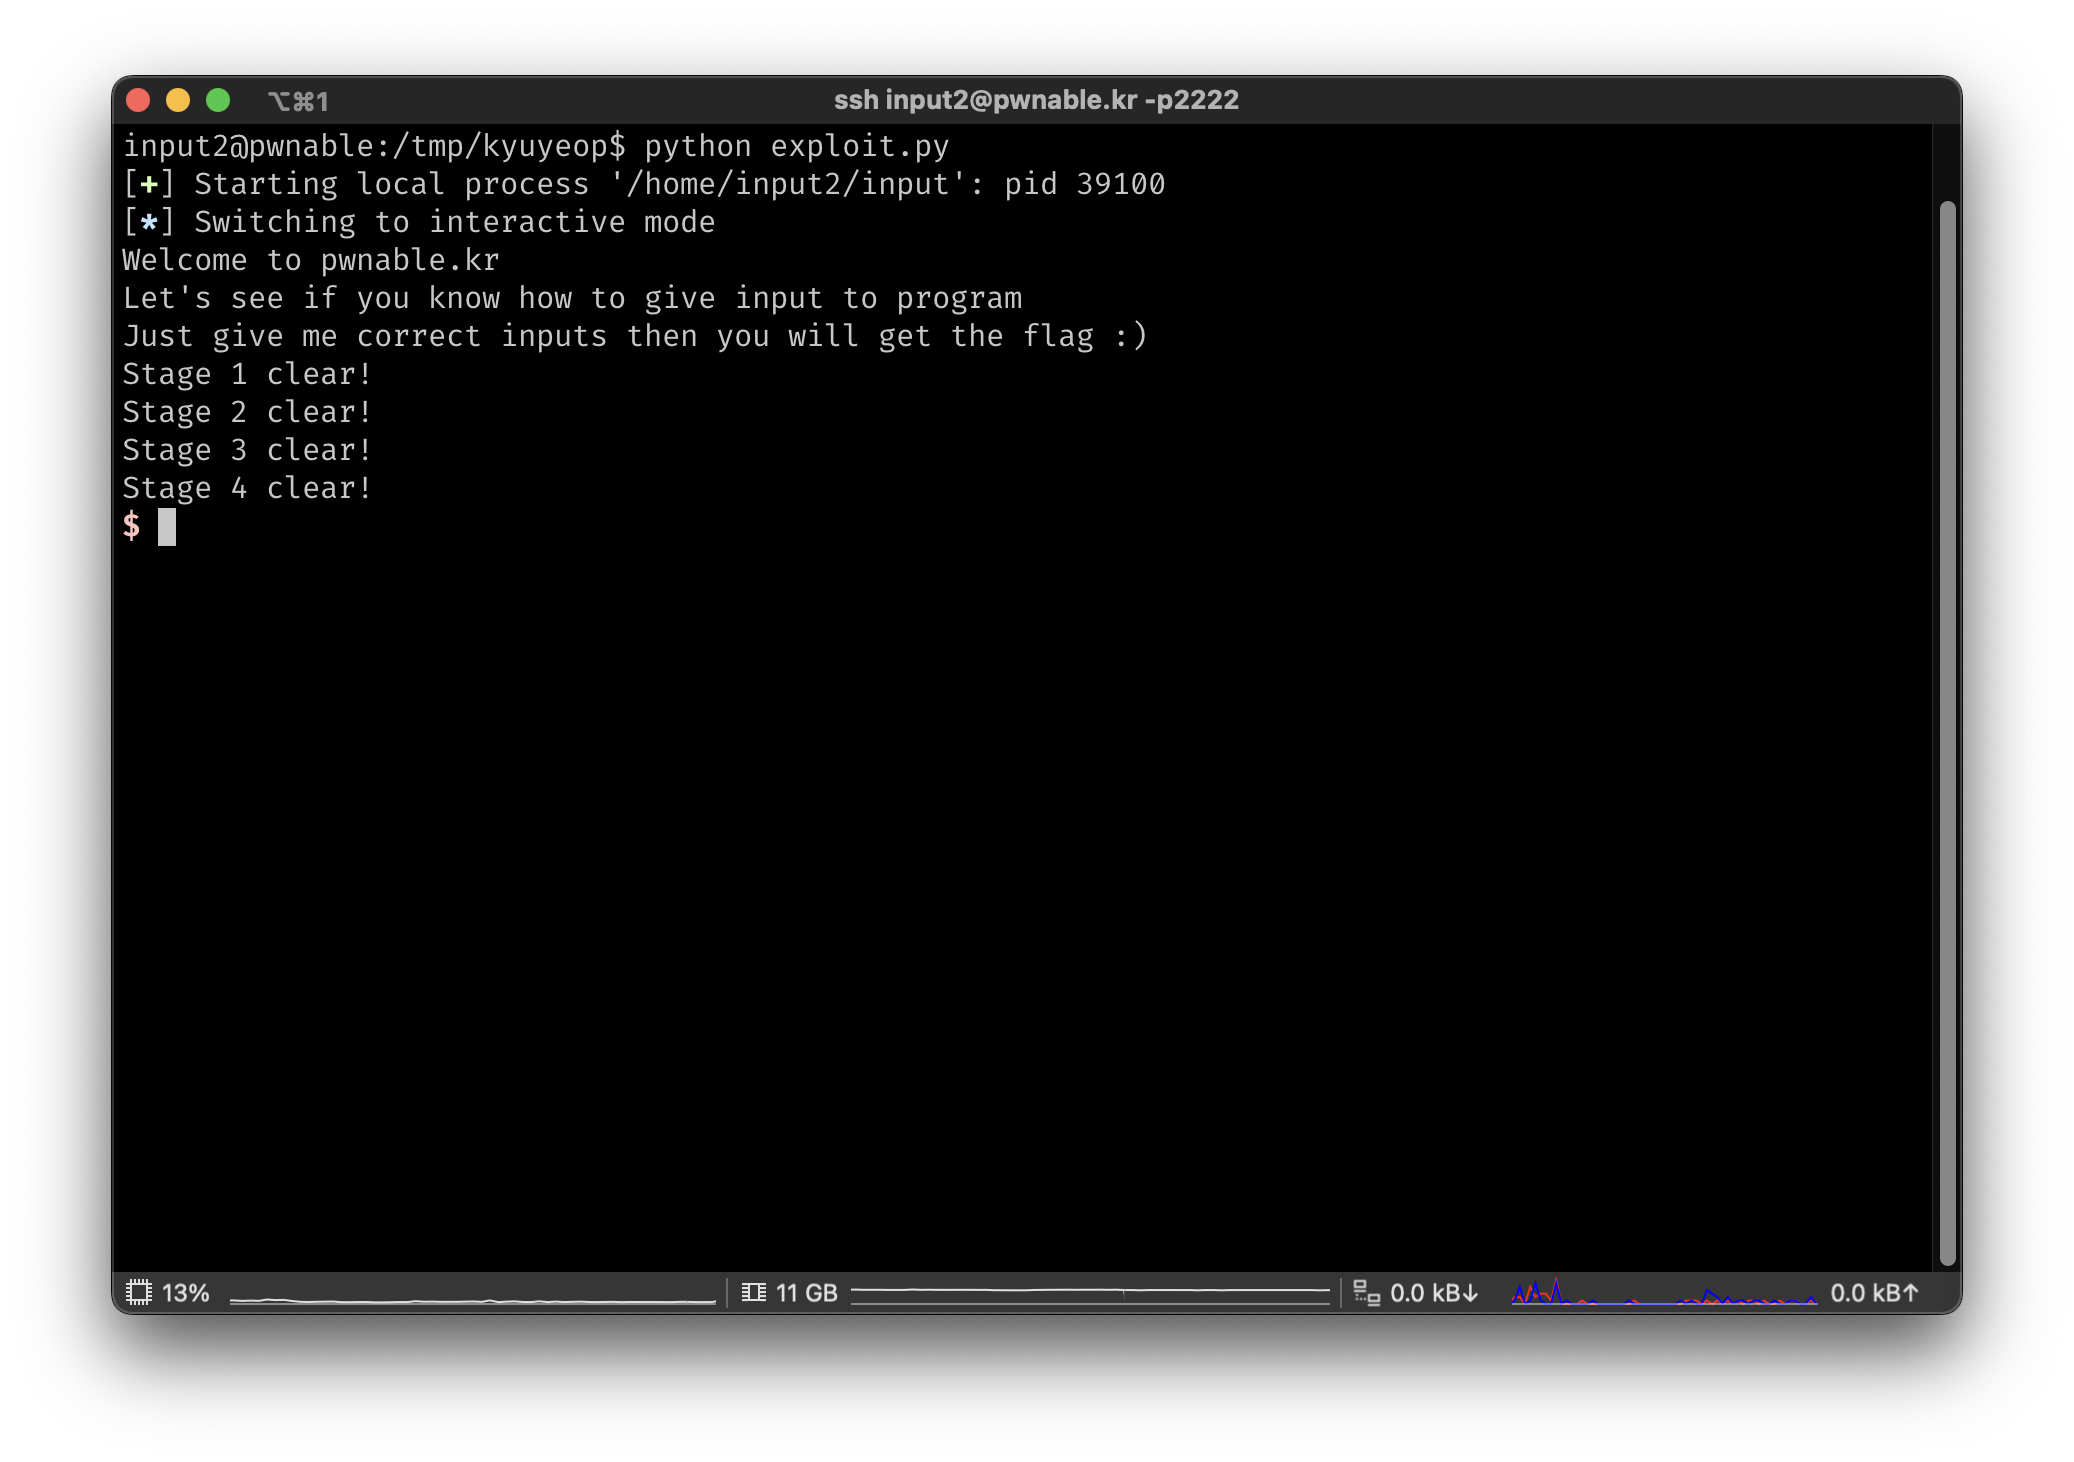 ⌥⌘1 ssh input2@pwnable.kr -p2222
input2@pwnable:/tmp/kyuyeop$ python exploit.py
[+] Starting local process '/home/input2/input': pid 39100
[*] Switching to interactive mode
Welcome to pwnable.kr
Let's see if you know how to give input to program
Just give me correct inputs then you will get the flag :)
Stage 1 clear!
Stage 2 clear!
Stage 3 clear!
Stage 4 clear!
$
13% 11 GB 0.0 kB↓ 0.0 kB↑